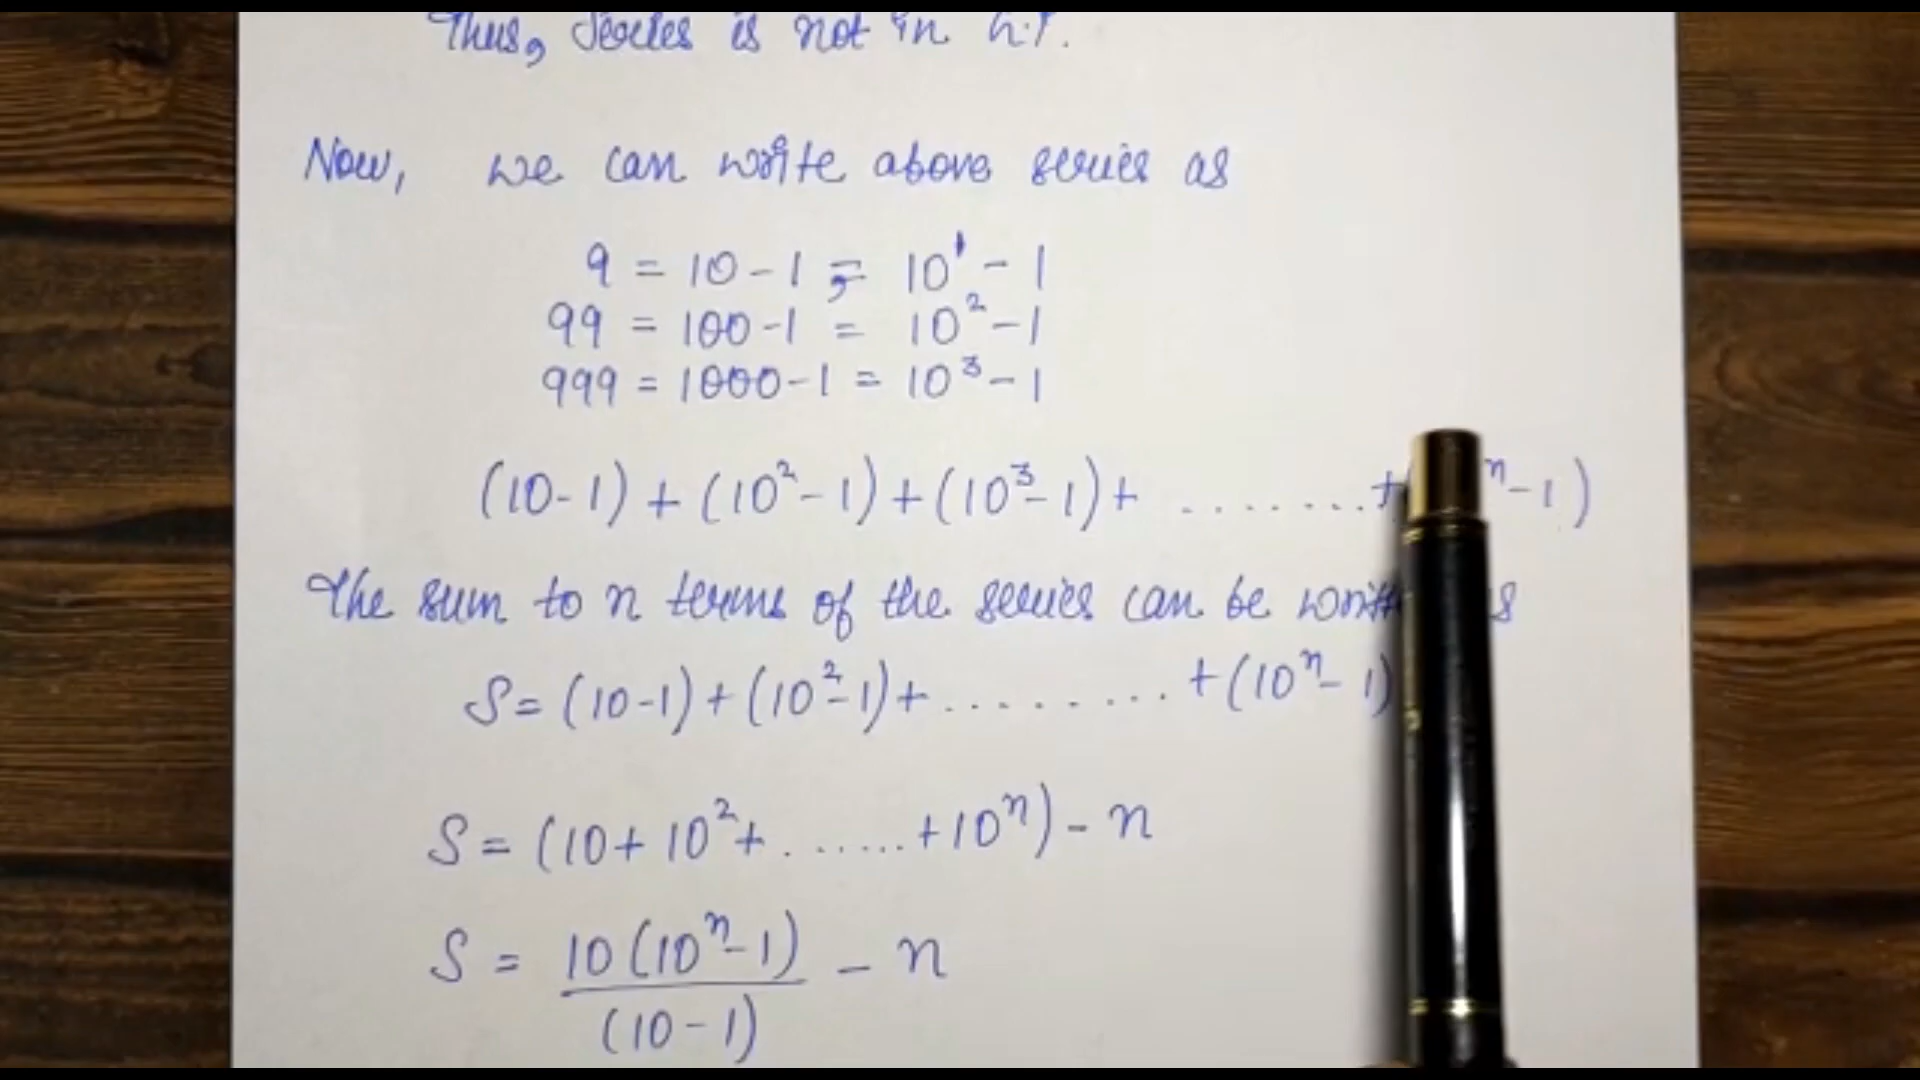 Thus, Series is not in G.P.
Now, we can write above series as
9 = 10 - 1 = 10¹ - 1
99 = 100 - 1 = 10² - 1
999 = 1000 - 1 = 10³ - 1
(10-1) + (10²-1) + (10³-1) + ........+ ( ⁿ-1)
The sum to n terms of the series can be
S = (10-1) + (10²-1) + ......... + (10ⁿ-1)
S = (10 + 10² + ...... + 10ⁿ) - n
S = 10(10ⁿ-1) - n
(10-1)